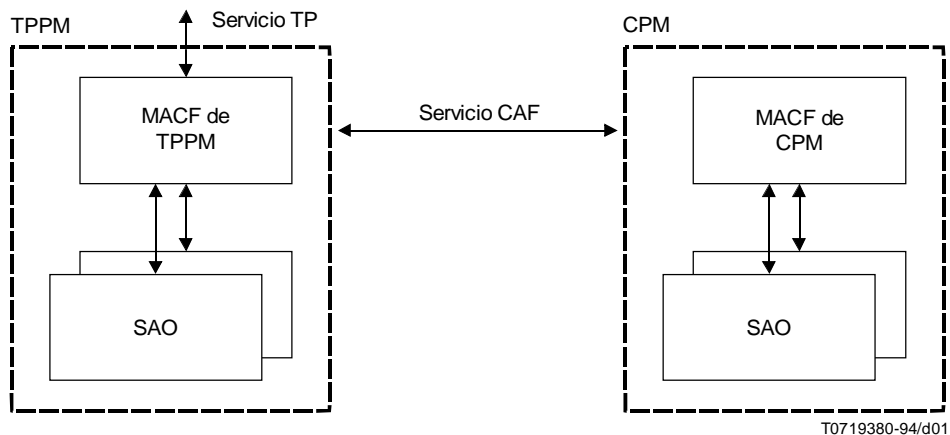 TPPM
Servicio TP
CPM
MACF de
TPPM
Servicio CAF
MACF de
CPM
SAO
SAO
T0719380-94/d01